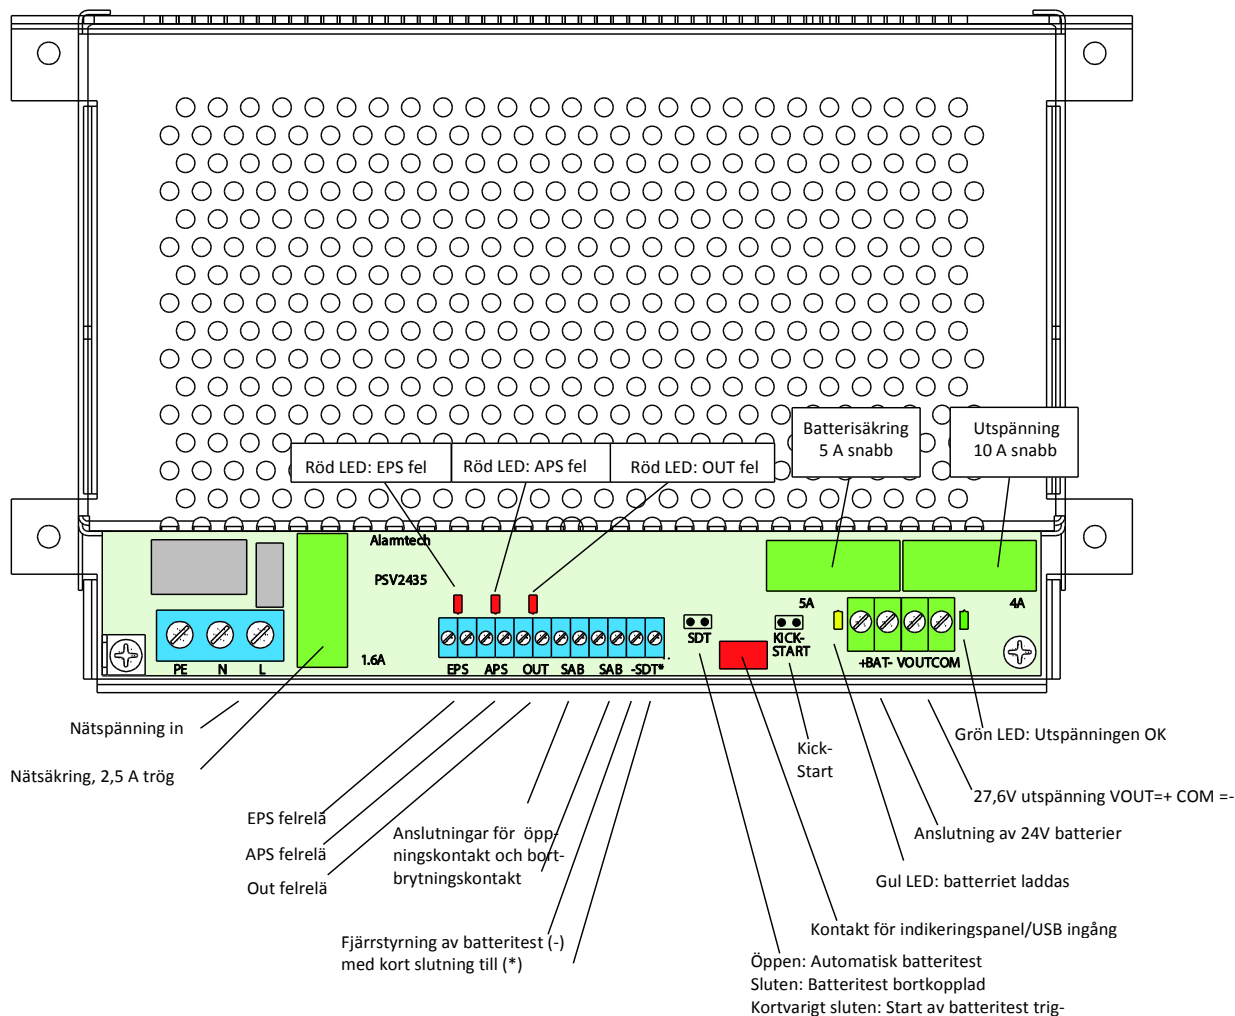 Batterisäkring
5 A snabb
Utspänning
10 A snabb
Röd LED: EPS fel
Röd LED: APS fel
Röd LED: OUT fel
Alarmtech
PSV2435
5A
4A
1.6A
PE N L
EPS APS OUT SAB SAB -SDT*
SDT
KICK-
START
+BAT- VOUTCOM
Nätspänning in
Nätsäkring, 2,5 A trög
EPS felrelä
APS felrelä
Out felrelä
Anslutningar för öpp-
ningskontakt och bort-
brytningskontakt
Fjärrstyrning av batteritest (-)
med kort slutning till (*)
Kick-
Start
Grön LED: Utspänningen OK
27,6V utspänning VOUT=+ COM =-
Anslutning av 24V batterier
Gul LED: batterriet laddas
Kontakt för indikeringspanel/USB ingång
Öppen: Automatisk batteritest
Sluten: Batteritest bortkopplad
Kortvarigt sluten: Start av batteritest trig-